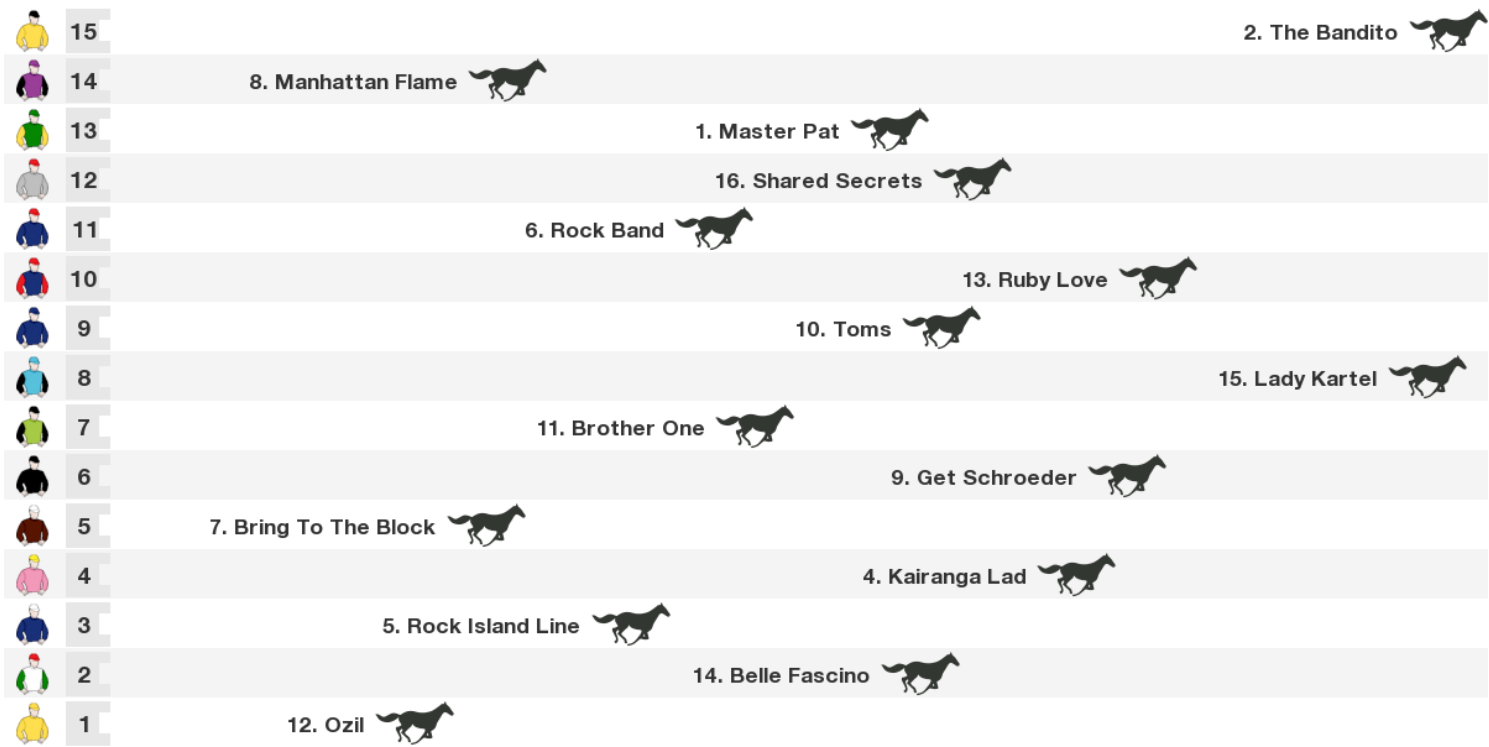 15 2. The Bandito
14 8. Manhattan Flame
13 1. Master Pat
12 16. Shared Secrets
11 6. Rock Band
10 13. Ruby Love
9 10. Toms
8 15. Lady Kartel
7 11. Brother One
6 9. Get Schroeder
5 7. Bring To The Block
4 4. Kairanga Lad
3 5. Rock Island Line
2 14. Belle Fascino
1 12. Ozil